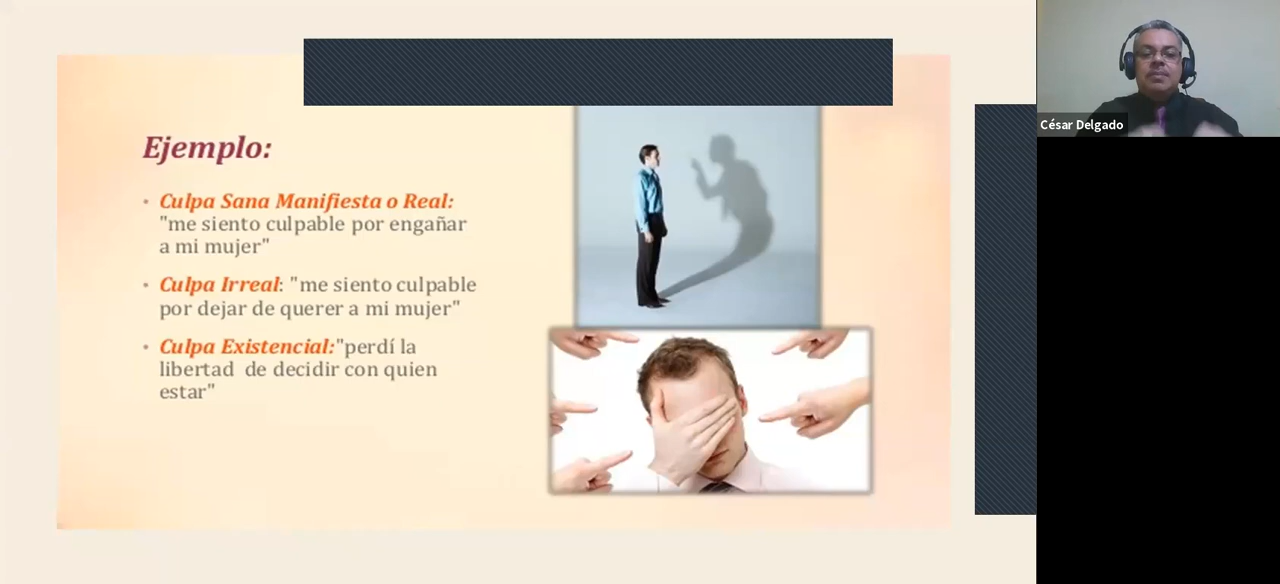 Ejemplo:
• Culpa Sana Manifiesta o Real:
"me siento culpable por engañar
a mi mujer"
• Culpa Irreal: "me siento culpable
por dejar de querer a mi mujer"
• Culpa Existencial:"perdí la
libertad de decidir con quien
estar"
César Delgado